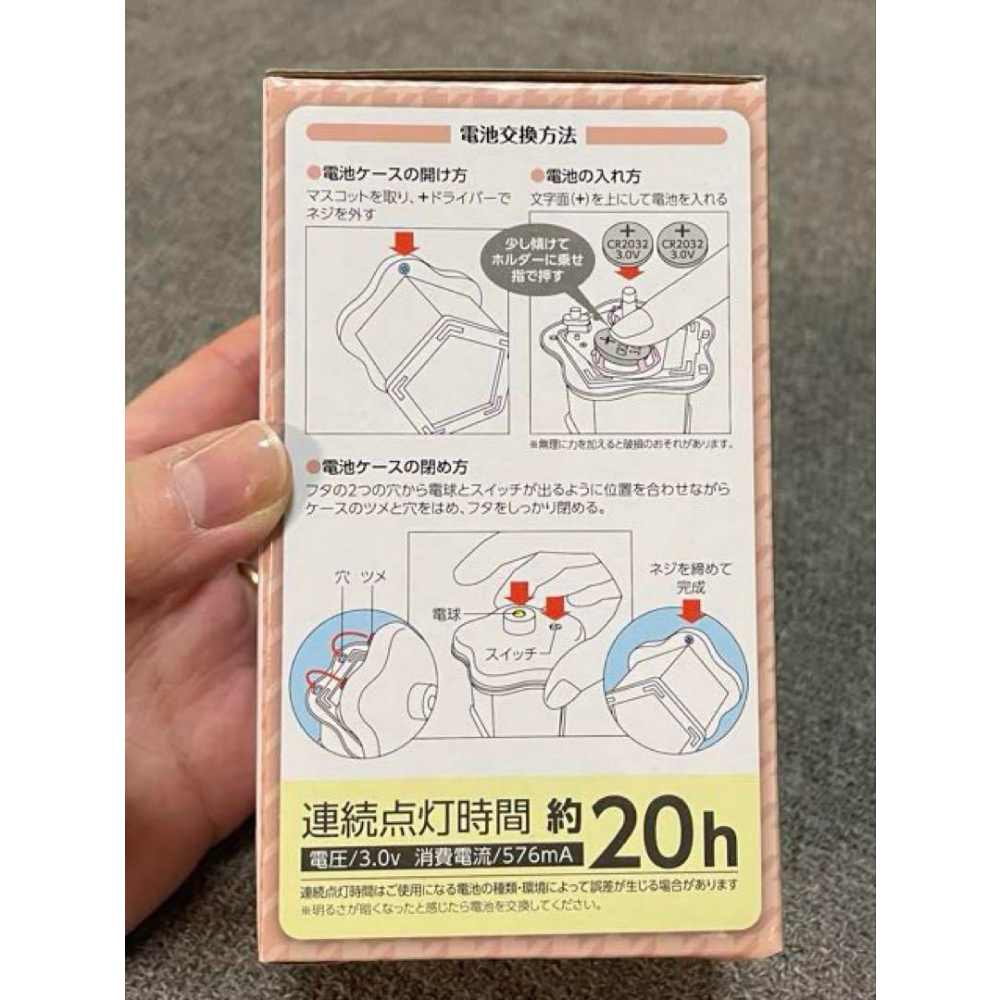 電池交換方法
●電池ケースの開け方
マスコットを取り、+ドライバーで
ネジを外す
●電池の入れ方
文字面(+)を上にして電池を入れる
少し傾けて
ホルダーに乗せ
指で押す
+
CR2032
3.0V
+
CR2032
3.0V
※無理に力を加えると破損のおそれがあります。
●電池ケースの閉め方
フタの2つの穴から電球とスイッチが出るように位置を合わせながら
ケースのツメと穴をはめ、フタをしっかり閉める。
穴 ツメ
電球
スイッチ
ネジを締めて
完成
連続点灯時間 約20h
電圧/3.0v 消費電流/576mA
連続点灯時間はご使用になる電池の種類・環境によって誤差が生じる場合があります
※明るさが暗くなったと感じたら電池を交換してください。